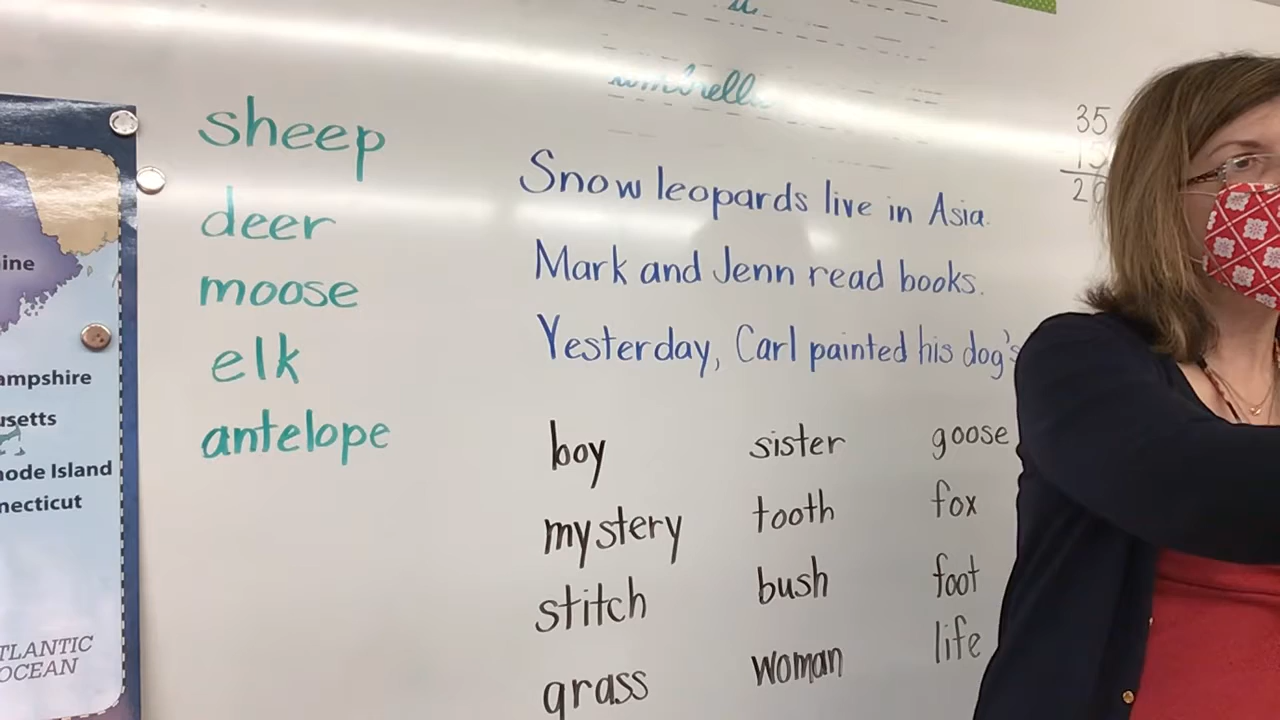 sheep
deer
moose
elk
antelope
Snow leopards live in Asia.
Mark and Jenn read books.
Yesterday, Carl painted his dog's
boy sister goose
mystery tooth fox
stitch bush foot
grass woman life
35
15
ine
ampshire
usetts
ode Island
necticut
TLANTIC
OCEAN